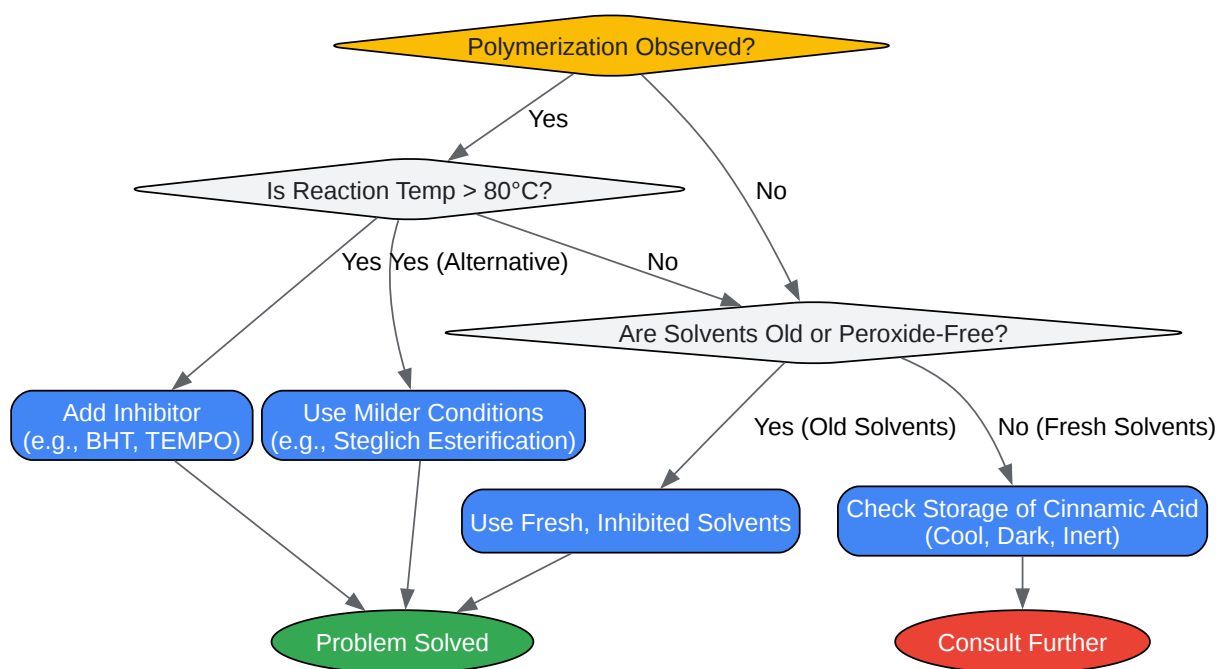 Polymerization Observed?
Yes
Is Reaction Temp > 80°C?
No
Yes
Yes (Alternative)
No
Are Solvents Old or Peroxide-Free?
Add Inhibitor
(e.g., BHT, TEMPO)
Use Milder Conditions
(e.g., Steglich Esterification)
Yes (Old Solvents)
No (Fresh Solvents)
Use Fresh, Inhibited Solvents
Check Storage of Cinnamic Acid
(Cool, Dark, Inert)
Problem Solved
Consult Further